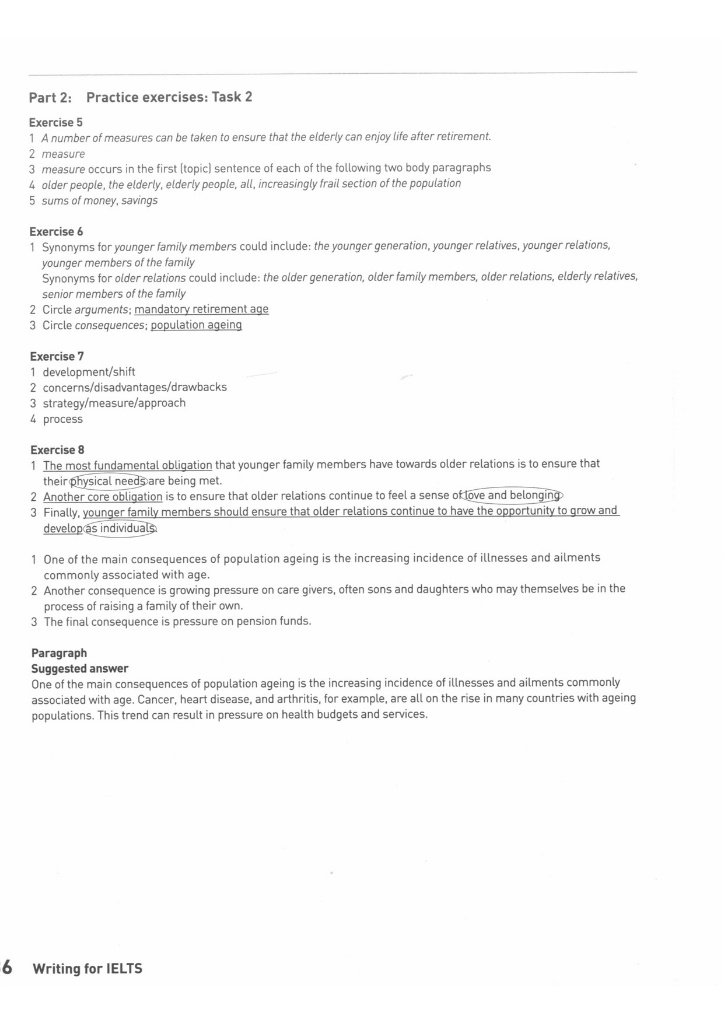 Part 2: Practice exercises: Task 2
Exercise 5
1 A number of measures can be taken to ensure that the elderly can enjoy life after retirement.
2 measure
3 measure occurs in the first (topic) sentence of each of the following two body paragraphs
4 older people, the elderly, elderly people, all, increasingly frail section of the population
5 sums of money, savings
Exercise 6
1 Synonyms for younger family members could include: the younger generation, younger relatives, younger relations,
younger members of the family
Synonyms for older relations could include: the older generation, older family members, older relations, elderly relatives,
senior members of the family
2 Circle arguments; mandatory retirement age
3 Circle consequences; population ageing
Exercise 7
1 development/shift
2 concerns/disadvantages/drawbacks
3 strategy/measure/approach
4 process
Exercise 8
1 The most fundamental obligation that younger family members have towards older relations is to ensure that
their physical needs are being met.
2 Another core obligation is to ensure that older relations continue to feel a sense of love and belonging
3 Finally, younger family members should ensure that older relations continue to have the opportunity to grow and
develop as individuals.
1 One of the main consequences of population ageing is the increasing incidence of illnesses and ailments
commonly associated with age.
2 Another consequence is growing pressure on care givers, often sons and daughters who may themselves be in the
process of raising a family of their own.
3 The final consequence is pressure on pension funds.
Paragraph
Suggested answer
One of the main consequences of population ageing is the increasing incidence of illnesses and ailments commonly
associated with age. Cancer, heart disease, and arthritis, for example, are all on the rise in many countries with ageing
populations. This trend can result in pressure on health budgets and services.
6 Writing for IELTS